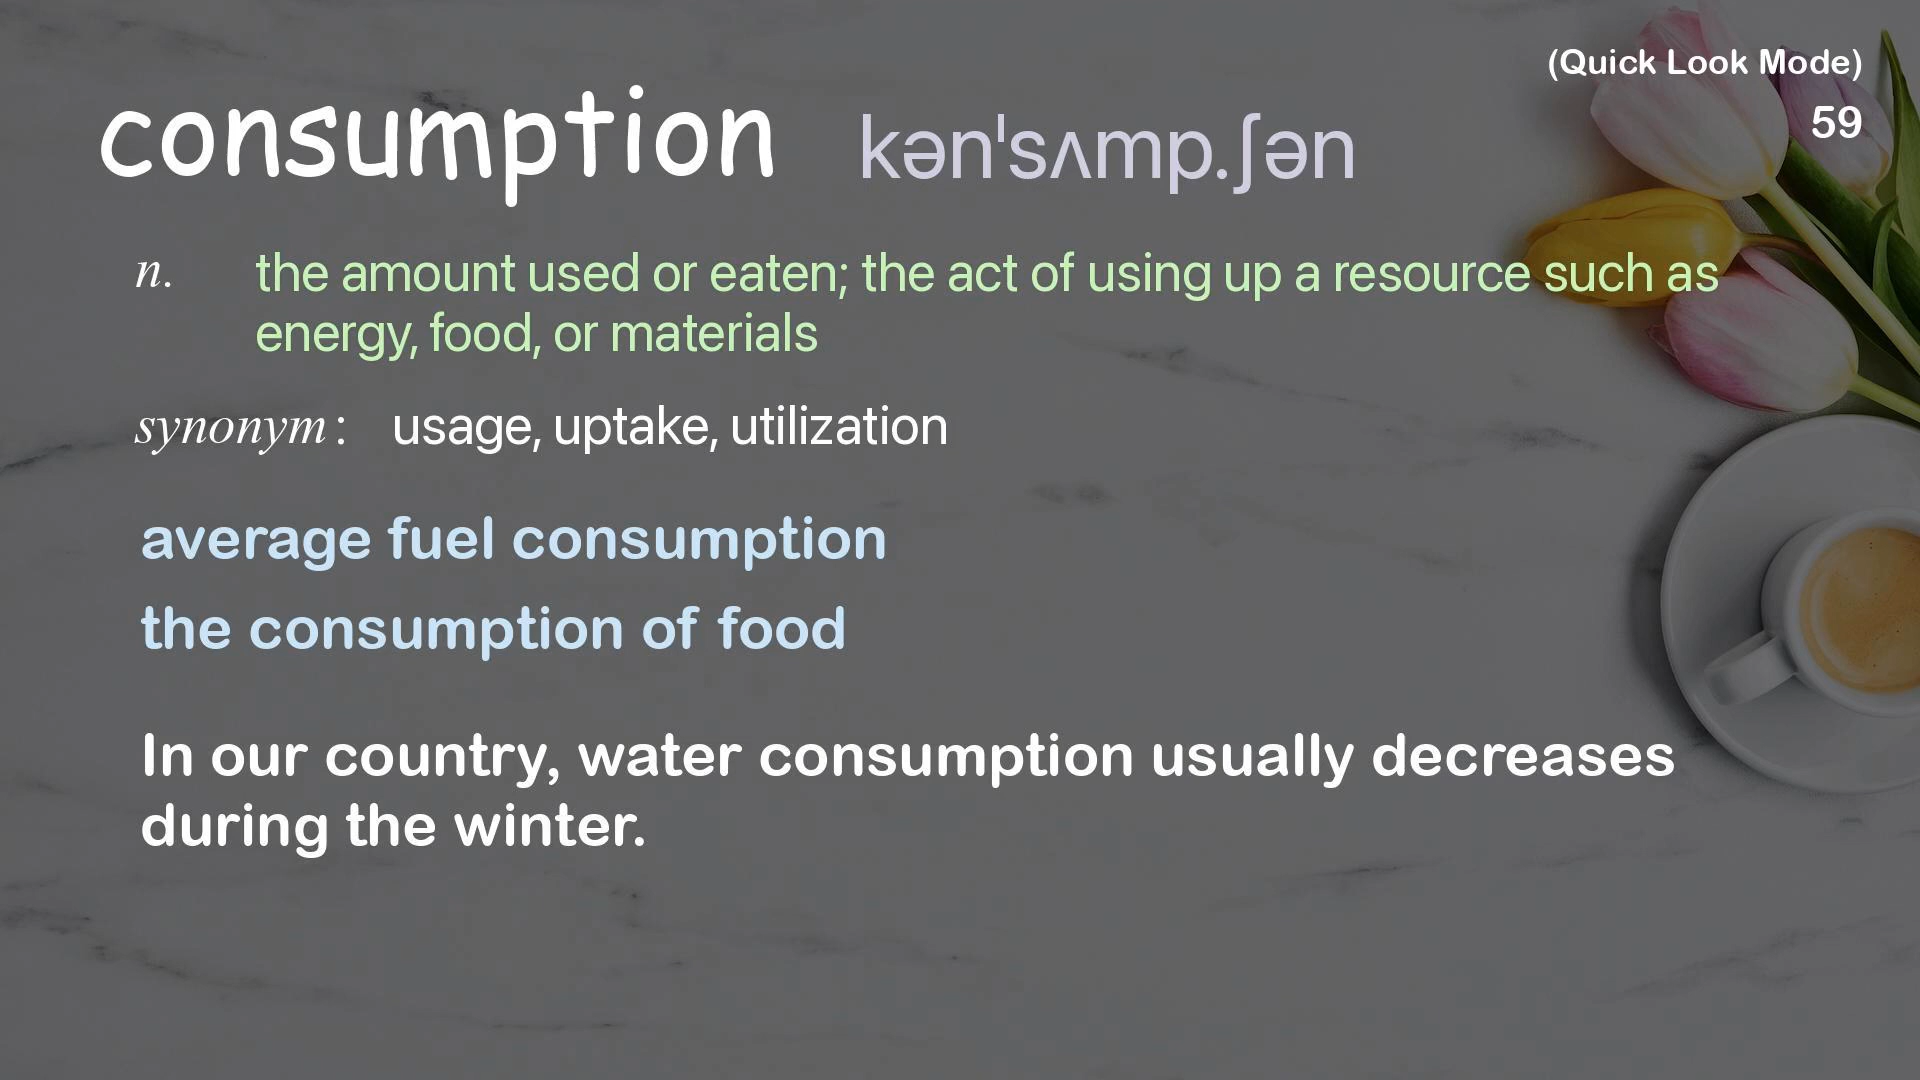 (Quick Look Mode)
59
consumption kən'sʌmp.ʃən
n. the amount used or eaten; the act of using up a resource such as
energy, food, or materials
synonym: usage, uptake, utilization
average fuel consumption
the consumption of food
In our country, water consumption usually decreases
during the winter.